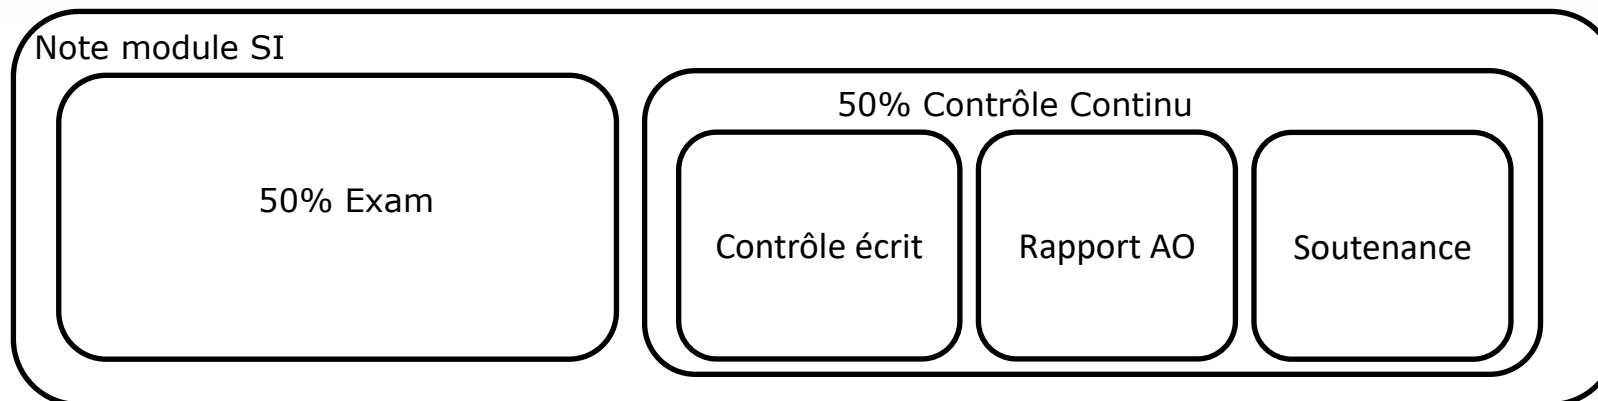 Note module SI
50% Exam
50% Contrôle Continu
Contrôle écrit
Rapport AO
Soutenance